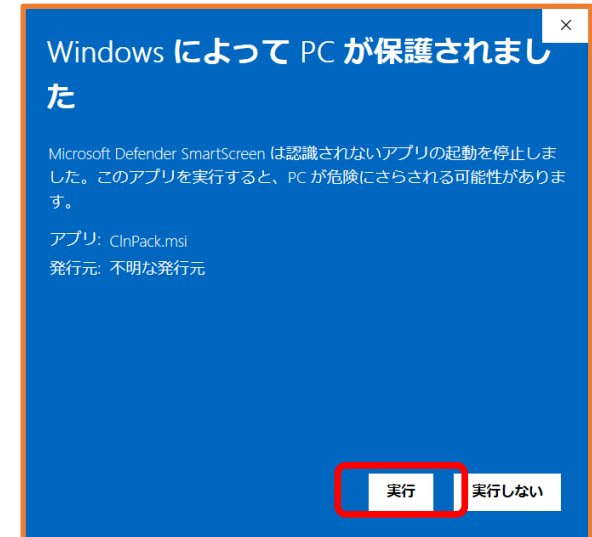 ×
Windows によって PC が保護されまし
た
Microsoft Defender SmartScreen は認識されないアプリの起動を停止しま
した。このアプリを実行すると、PC が危険にさらされる可能性がありま
す。
アプリ: ClnPack.msi
発行元: 不明な発行元
実行 実行しない